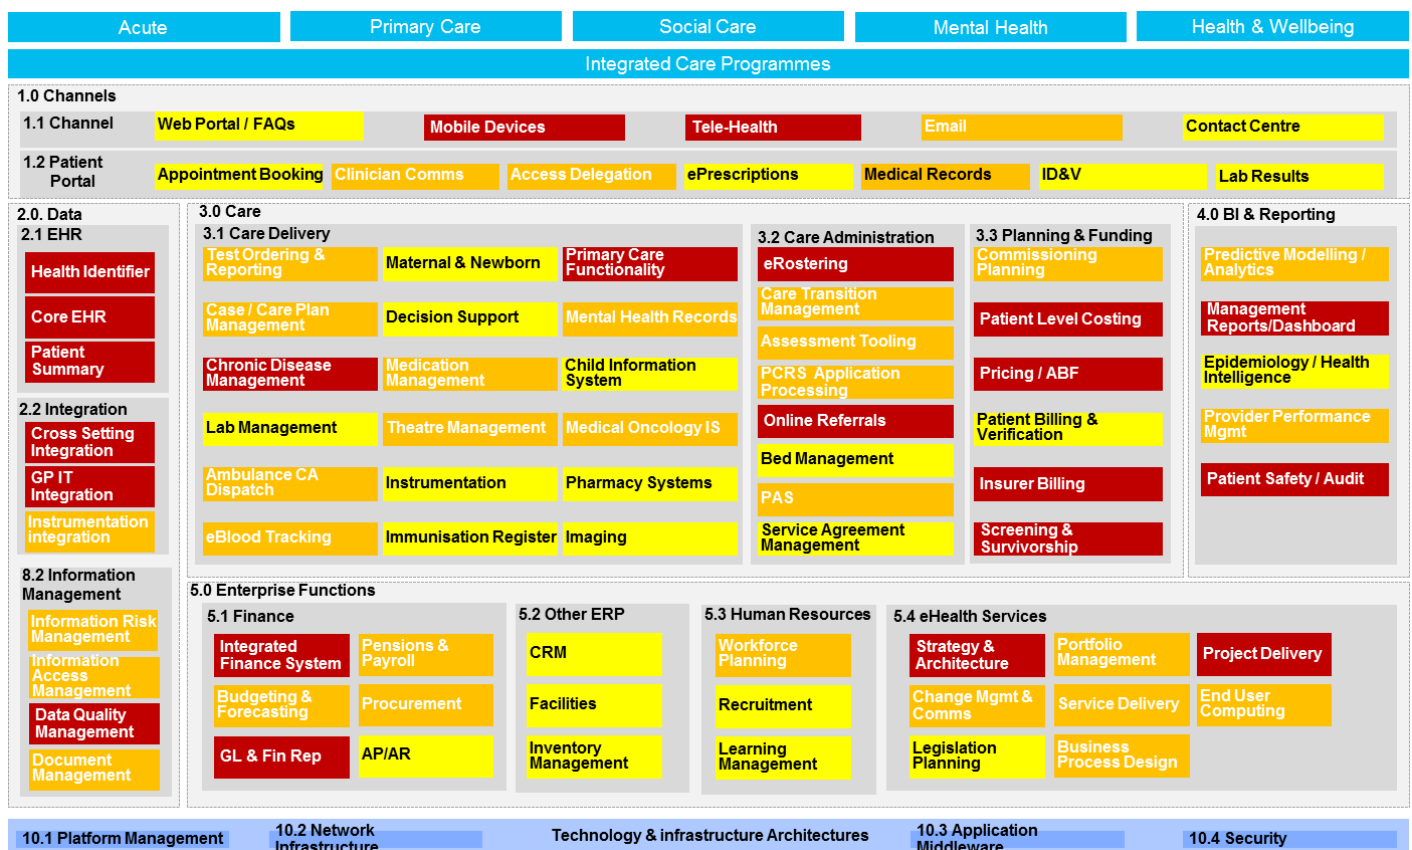 Acute
Primary Care
Social Care
Mental Health
Health & Wellbeing
Integrated Care Programmes
1.0 Channels
1.1 Channel
Web Portal / FAQs
Mobile Devices
Tele-Health
Email
Contact Centre
1.2 Patient
Portal
Appointment Booking
Clinician Comms
Access Delegation
ePrescriptions
Medical Records
ID&V
Lab Results
2.0. Data
2.1 EHR
Health Identifier
Core EHR
Patient
Summary
2.2 Integration
Cross Setting
Integration
GP IT
Integration
Instrumentation
integration
8.2 Information
Management
Information Risk
Management
Information
Access
Management
Data Quality
Management
Document
Management
3.0 Care
3.1 Care Delivery
Test Ordering &
Reporting
Maternal & Newborn
Primary Care
Functionality
Case / Care Plan
Management
Decision Support
Mental Health Records
Chronic Disease
Management
Medication
Management
Child Information
System
Lab Management
Theatre Management
Medical Oncology IS
Ambulance CA
Dispatch
Instrumentation
Pharmacy Systems
eBlood Tracking
Immunisation Register
Imaging
3.2 Care Administration
eRostering
Care Transition
Management
Assessment Tooling
PCRS Application
Processing
Online Referrals
Bed Management
PAS
Service Agreement
Management
3.3 Planning & Funding
Commissioning
Planning
Patient Level Costing
Pricing / ABF
Patient Billing &
Verification
Insurer Billing
Screening &
Survivorship
4.0 BI & Reporting
Predictive Modelling /
Analytics
Management
Reports/Dashboard
Epidemiology / Health
Intelligence
Provider Performance
Mgmt
Patient Safety / Audit
5.0 Enterprise Functions
5.1 Finance
Integrated
Finance System
Pensions &
Payroll
Budgeting &
Forecasting
Procurement
GL & Fin Rep
AP/AR
5.2 Other ERP
CRM
Facilities
Inventory
Management
5.3 Human Resources
Workforce
Planning
Recruitment
Learning
Management
5.4 eHealth Services
Strategy &
Architecture
Portfolio
Management
Project Delivery
Change Mgmt &
Comms
Service Delivery
End User
Computing
Legislation
Planning
Business
Process Design
10.1 Platform Management
10.2 Network
Infrastructure
Technology & infrastructure Architectures
10.3 Application
Middleware
10.4 Security